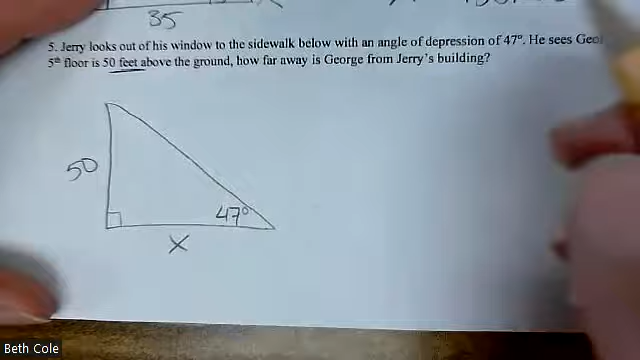 35
5. Jerry looks out of his window to the sidewalk below with an angle of depression of 47°. He sees
5th floor is 50 feet above the ground, how far away is George from Jerry's building?
50
47°
x
Beth Cole